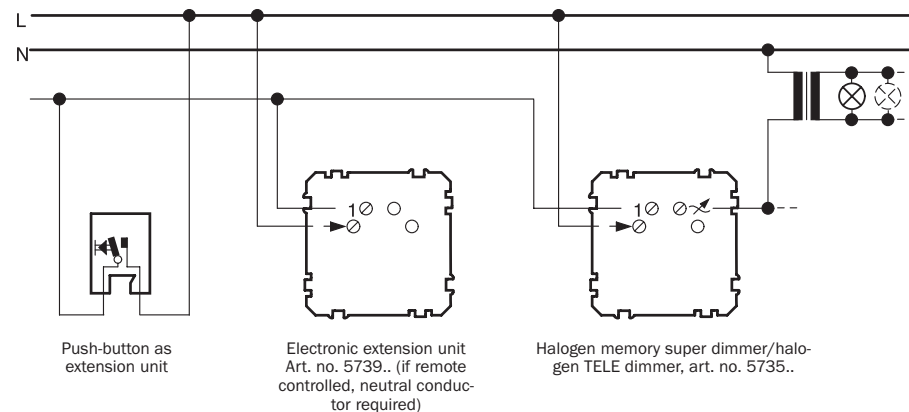 L
N
1
1
Push-button as
extension unit
Electronic extension unit
Art. no. 5739.. (if remote
controlled, neutral conduc-
tor required)
Halogen memory super dimmer/halo-
gen TELE dimmer, art. no. 5735..